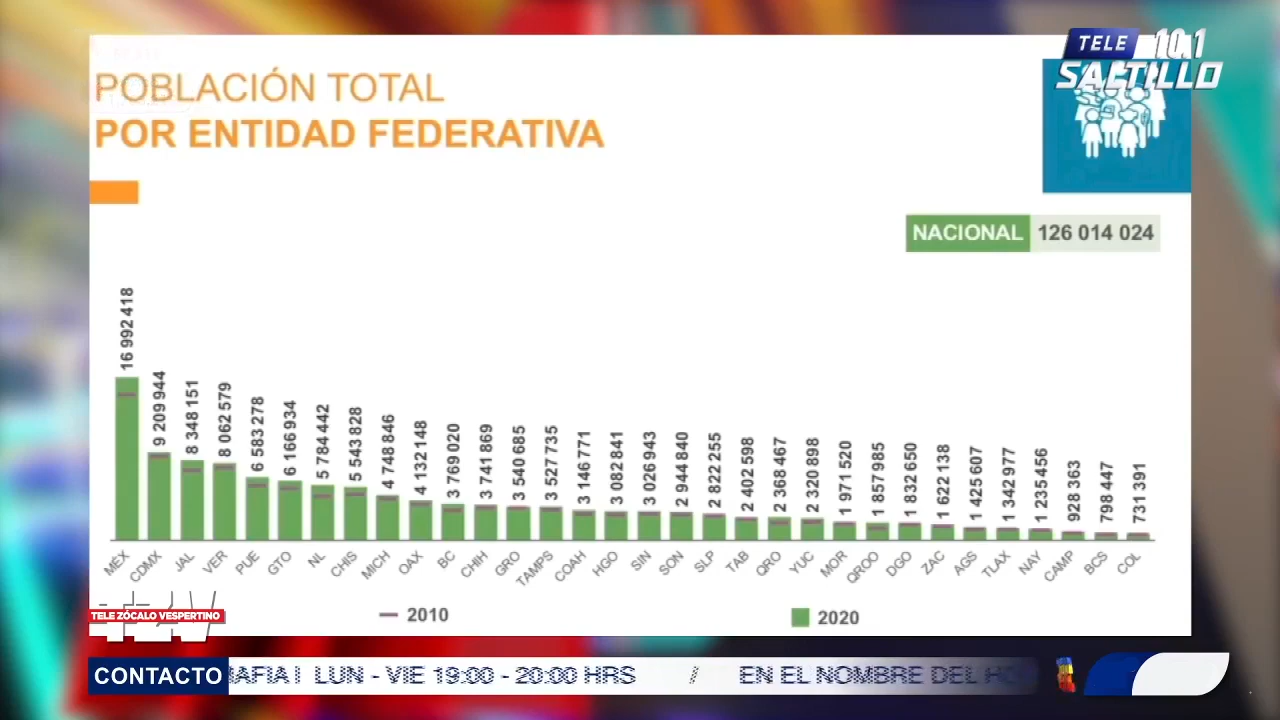 TELE 10.1
SALTILLO
POBLACIÓN TOTAL
POR ENTIDAD FEDERATIVA
NACIONAL 126 014 024
16 992 418
9 209 944
8 348 151
8 062 579
6 583 278
6 166 934
5 784 442
5 543 828
4 748 846
4 132 148
3 769 020
3 741 869
3 540 685
3 527 735
3 146 771
3 082 841
3 026 943
2 944 840
2 822 255
2 402 598
2 368 467
2 320 898
1 971 520
1 857 985
1 832 650
1 622 138
1 425 607
1 342 977
1 235 456
928 363
798 447
731 391
MÉX
CDMX
JAL
VER
PUE
GTO
NL
CHIS
MICH
OAX
BC
CHIH
GRO
TAMPS
COAH
HGO
SIN
SON
SLP
TAB
QRO
YUC
MOR
QROO
DGO
ZAC
AGS
TLAX
NAY
CAMP
BCS
COL
2010
2020
TZV
TELE ZÓCALO VESPERTINO
CONTACTO
LUN - VIE 19:00 - 20:00 HRS / EN EL NOMBRE DEL